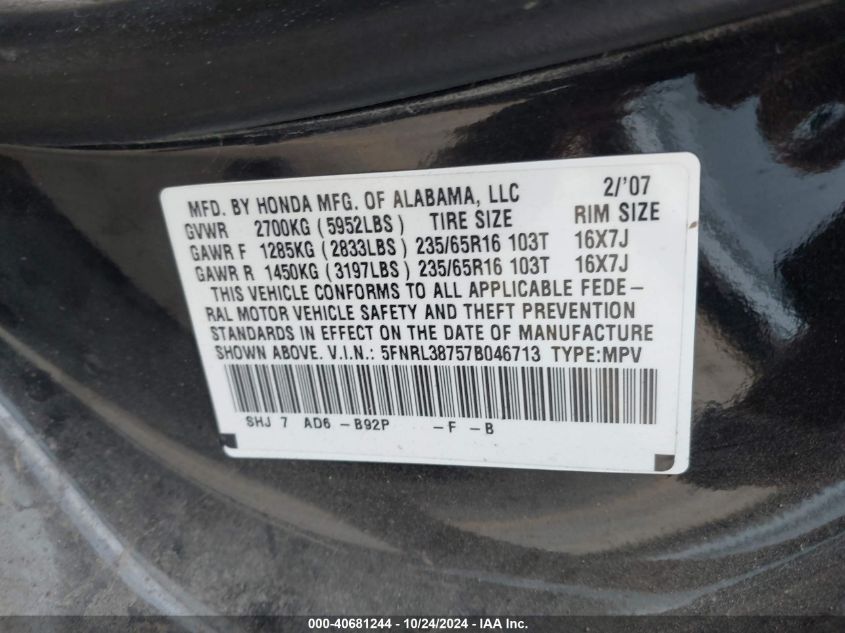 MFD. BY HONDA MFG. OF ALABAMA, LLC 2/'07
GVWR 2700KG (5952LBS) TIRE SIZE RIM SIZE
GAWR F 1285KG (2833LBS) 235/65R16 103T 16X7J
GAWR R 1450KG (3197LBS) 235/65R16 103T 16X7J
THIS VEHICLE CONFORMS TO ALL APPLICABLE FEDE-
RAL MOTOR VEHICLE SAFETY AND THEFT PREVENTION
STANDARDS IN EFFECT ON THE DATE OF MANUFACTURE
SHOWN ABOVE. V.I.N.: 5FNRL38757B046713 TYPE:MPV
SHJ 7 AD6 -B92P -F -B
000-40681244 - 10/24/2024 - IAA Inc.